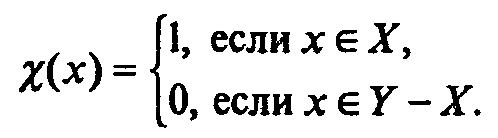 χ(x) = {1, если x ∈ X,
0, если x ∈ Y − X.